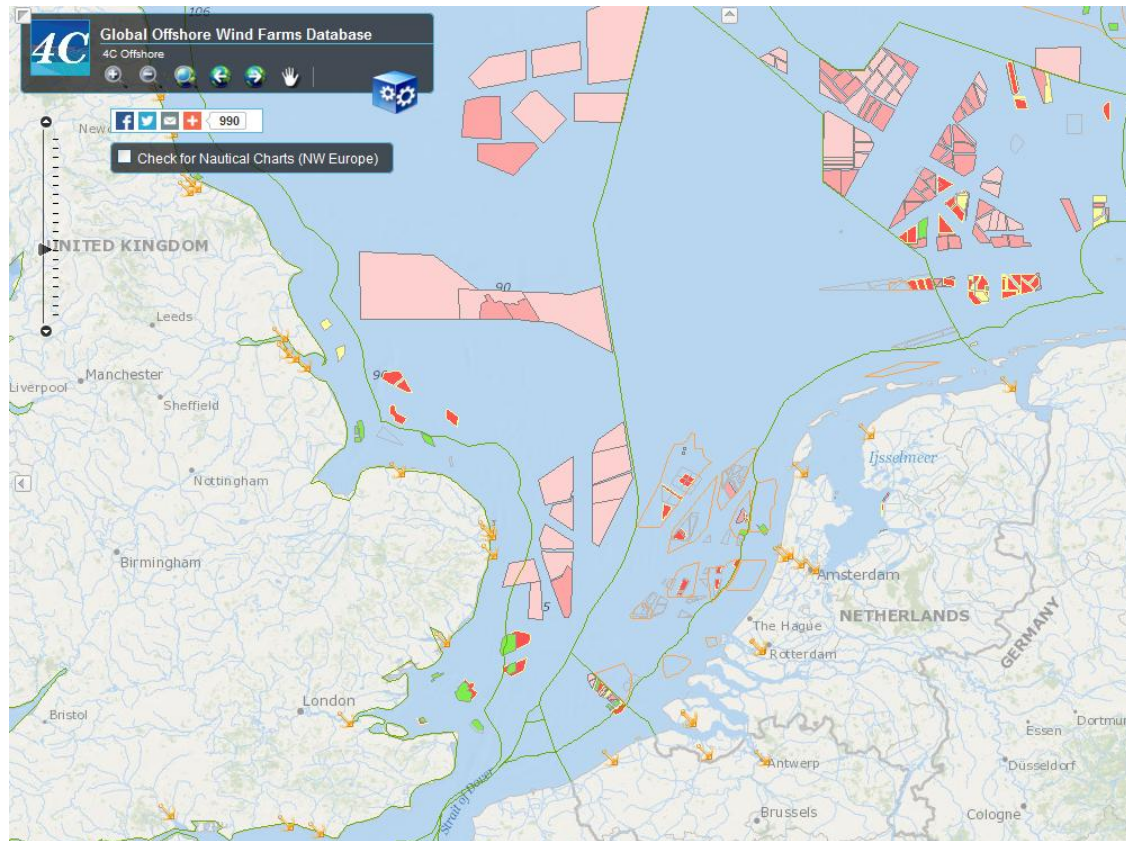 106
4C
Global Offshore Wind Farms Database
4C Offshore
990
Check for Nautical Charts (NW Europe)
UNITED KINGDOM
90
Leeds
Liverpool
Manchester
Sheffield
Ijsselmeer
Nottingham
Birmingham
Amsterdam
5
NETHERLANDS
GERMANY
The Hague
Rotterdam
London
Bristol
Dortmu
Essen
Düsseldorf
Antwerp
Strait of Dover
Brussels
Cologne